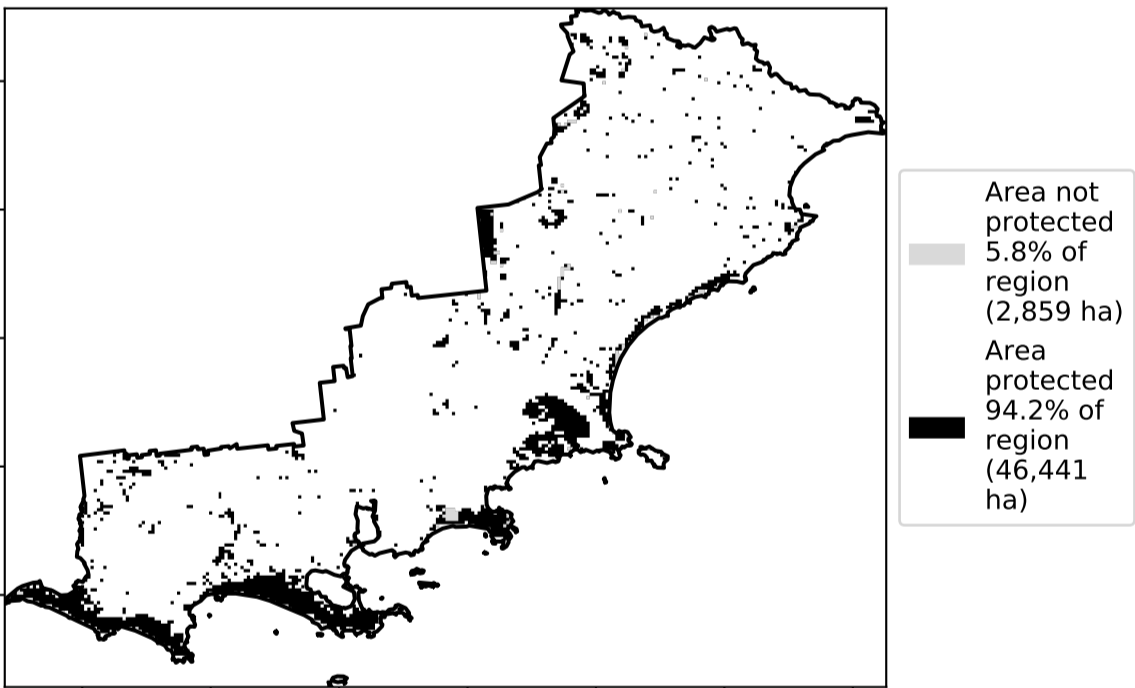 Area not
protected
5.8% of
region
(2,859 ha)
Area
protected
94.2% of
region
(46,441
ha)